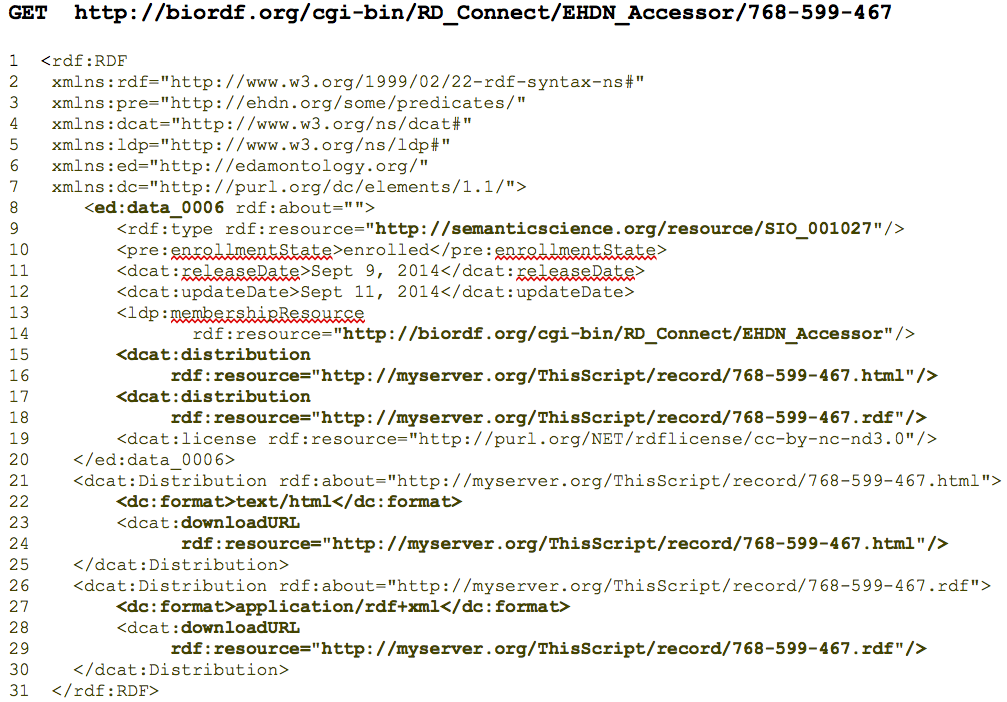 GET  http://biordf.org/cgi-bin/RD_Connect/EHDN_Accessor/768-599-467
1 <rdf:RDF
2 xmlns:rdf="http://www.w3.org/1999/02/22-rdf-syntax-ns#"
3 xmlns:pre="http://ehdn.org/some/predicates/"
4 xmlns:dcat="http://www.w3.org/ns/dcat#"
5 xmlns:ldp="http://www.w3.org/ns/ldp#"
6 xmlns:ed="http://edamontology.org/"
7 xmlns:dc="http://purl.org/dc/elements/1.1/">
8 <ed:data_0006 rdf:about="">
9 <rdf:type rdf:resource="http://semanticscience.org/resource/SIO_001027"/>
10 <pre:enrollmentState>enrolled</pre:enrollmentState>
11 <dcat:releaseDate>Sept 9, 2014</dcat:releaseDate>
12 <dcat:updateDate>Sept 11, 2014</dcat:updateDate>
13 <ldp:membershipResource
14 rdf:resource="http://biordf.org/cgi-bin/RD_Connect/EHDN_Accessor"/>
15 <dcat:distribution
16 rdf:resource="http://myserver.org/ThisScript/record/768-599-467.html"/>
17 <dcat:distribution
18 rdf:resource="http://myserver.org/ThisScript/record/768-599-467.rdf"/>
19 <dcat:license rdf:resource="http://purl.org/NET/rdflicense/cc-by-nc-nd3.0"/>
20 </ed:data_0006>
21 <dcat:Distribution rdf:about="http://myserver.org/ThisScript/record/768-599-467.html">
22 <dc:format>text/html</dc:format>
23 <dcat:downloadURL
24 rdf:resource="http://myserver.org/ThisScript/record/768-599-467.html"/>
25 </dcat:Distribution>
26 <dcat:Distribution rdf:about="http://myserver.org/ThisScript/record/768-599-467.rdf">
27 <dc:format>application/rdf+xml</dc:format>
28 <dcat:downloadURL
29 rdf:resource="http://myserver.org/ThisScript/record/768-599-467.rdf"/>
30 </dcat:Distribution>
31 </rdf:RDF>